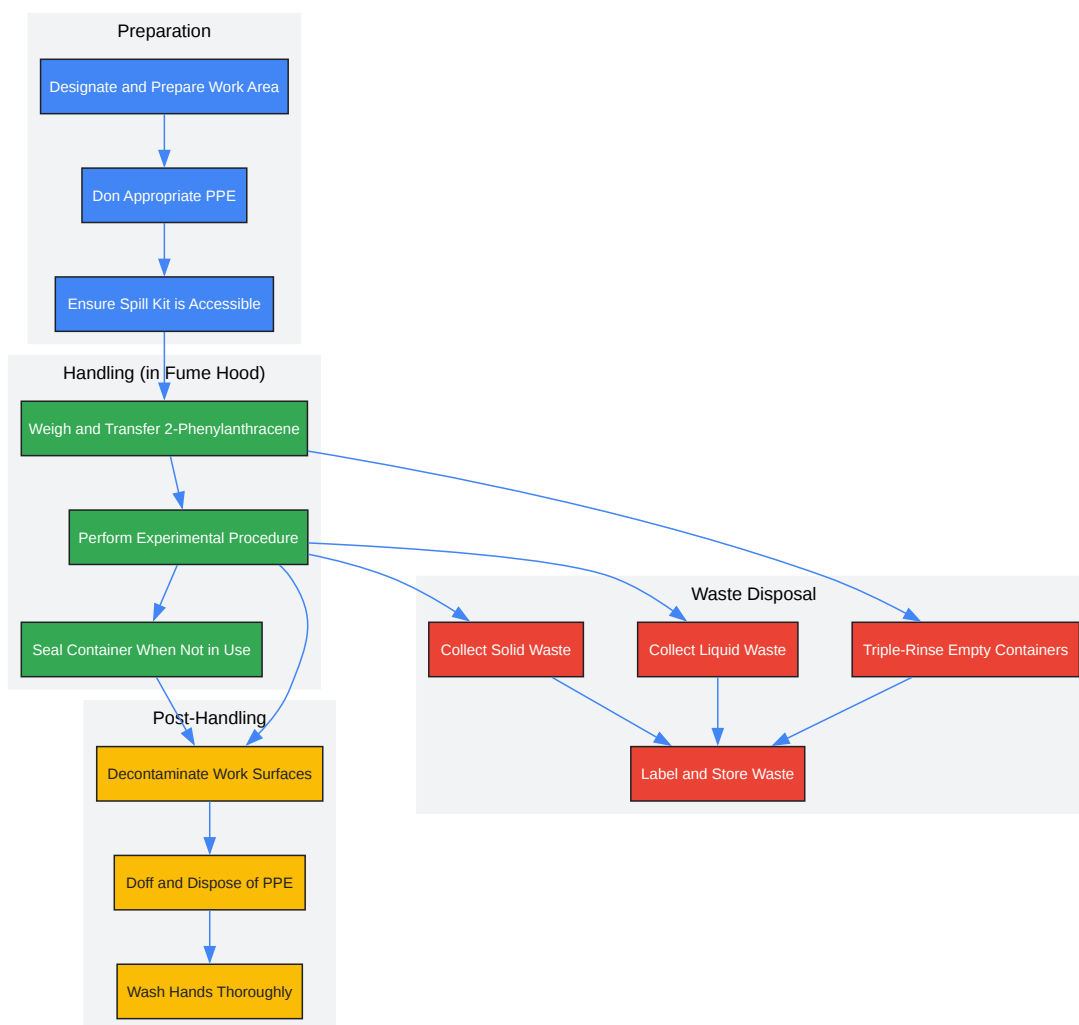 Preparation
Designate and Prepare Work Area
Don Appropriate PPE
Ensure Spill Kit is Accessible
Handling (in Fume Hood)
Weigh and Transfer 2-Phenylanthracene
Perform Experimental Procedure
Seal Container When Not in Use
Waste Disposal
Collect Solid Waste
Collect Liquid Waste
Triple-Rinse Empty Containers
Label and Store Waste
Post-Handling
Decontaminate Work Surfaces
Doff and Dispose of PPE
Wash Hands Thoroughly